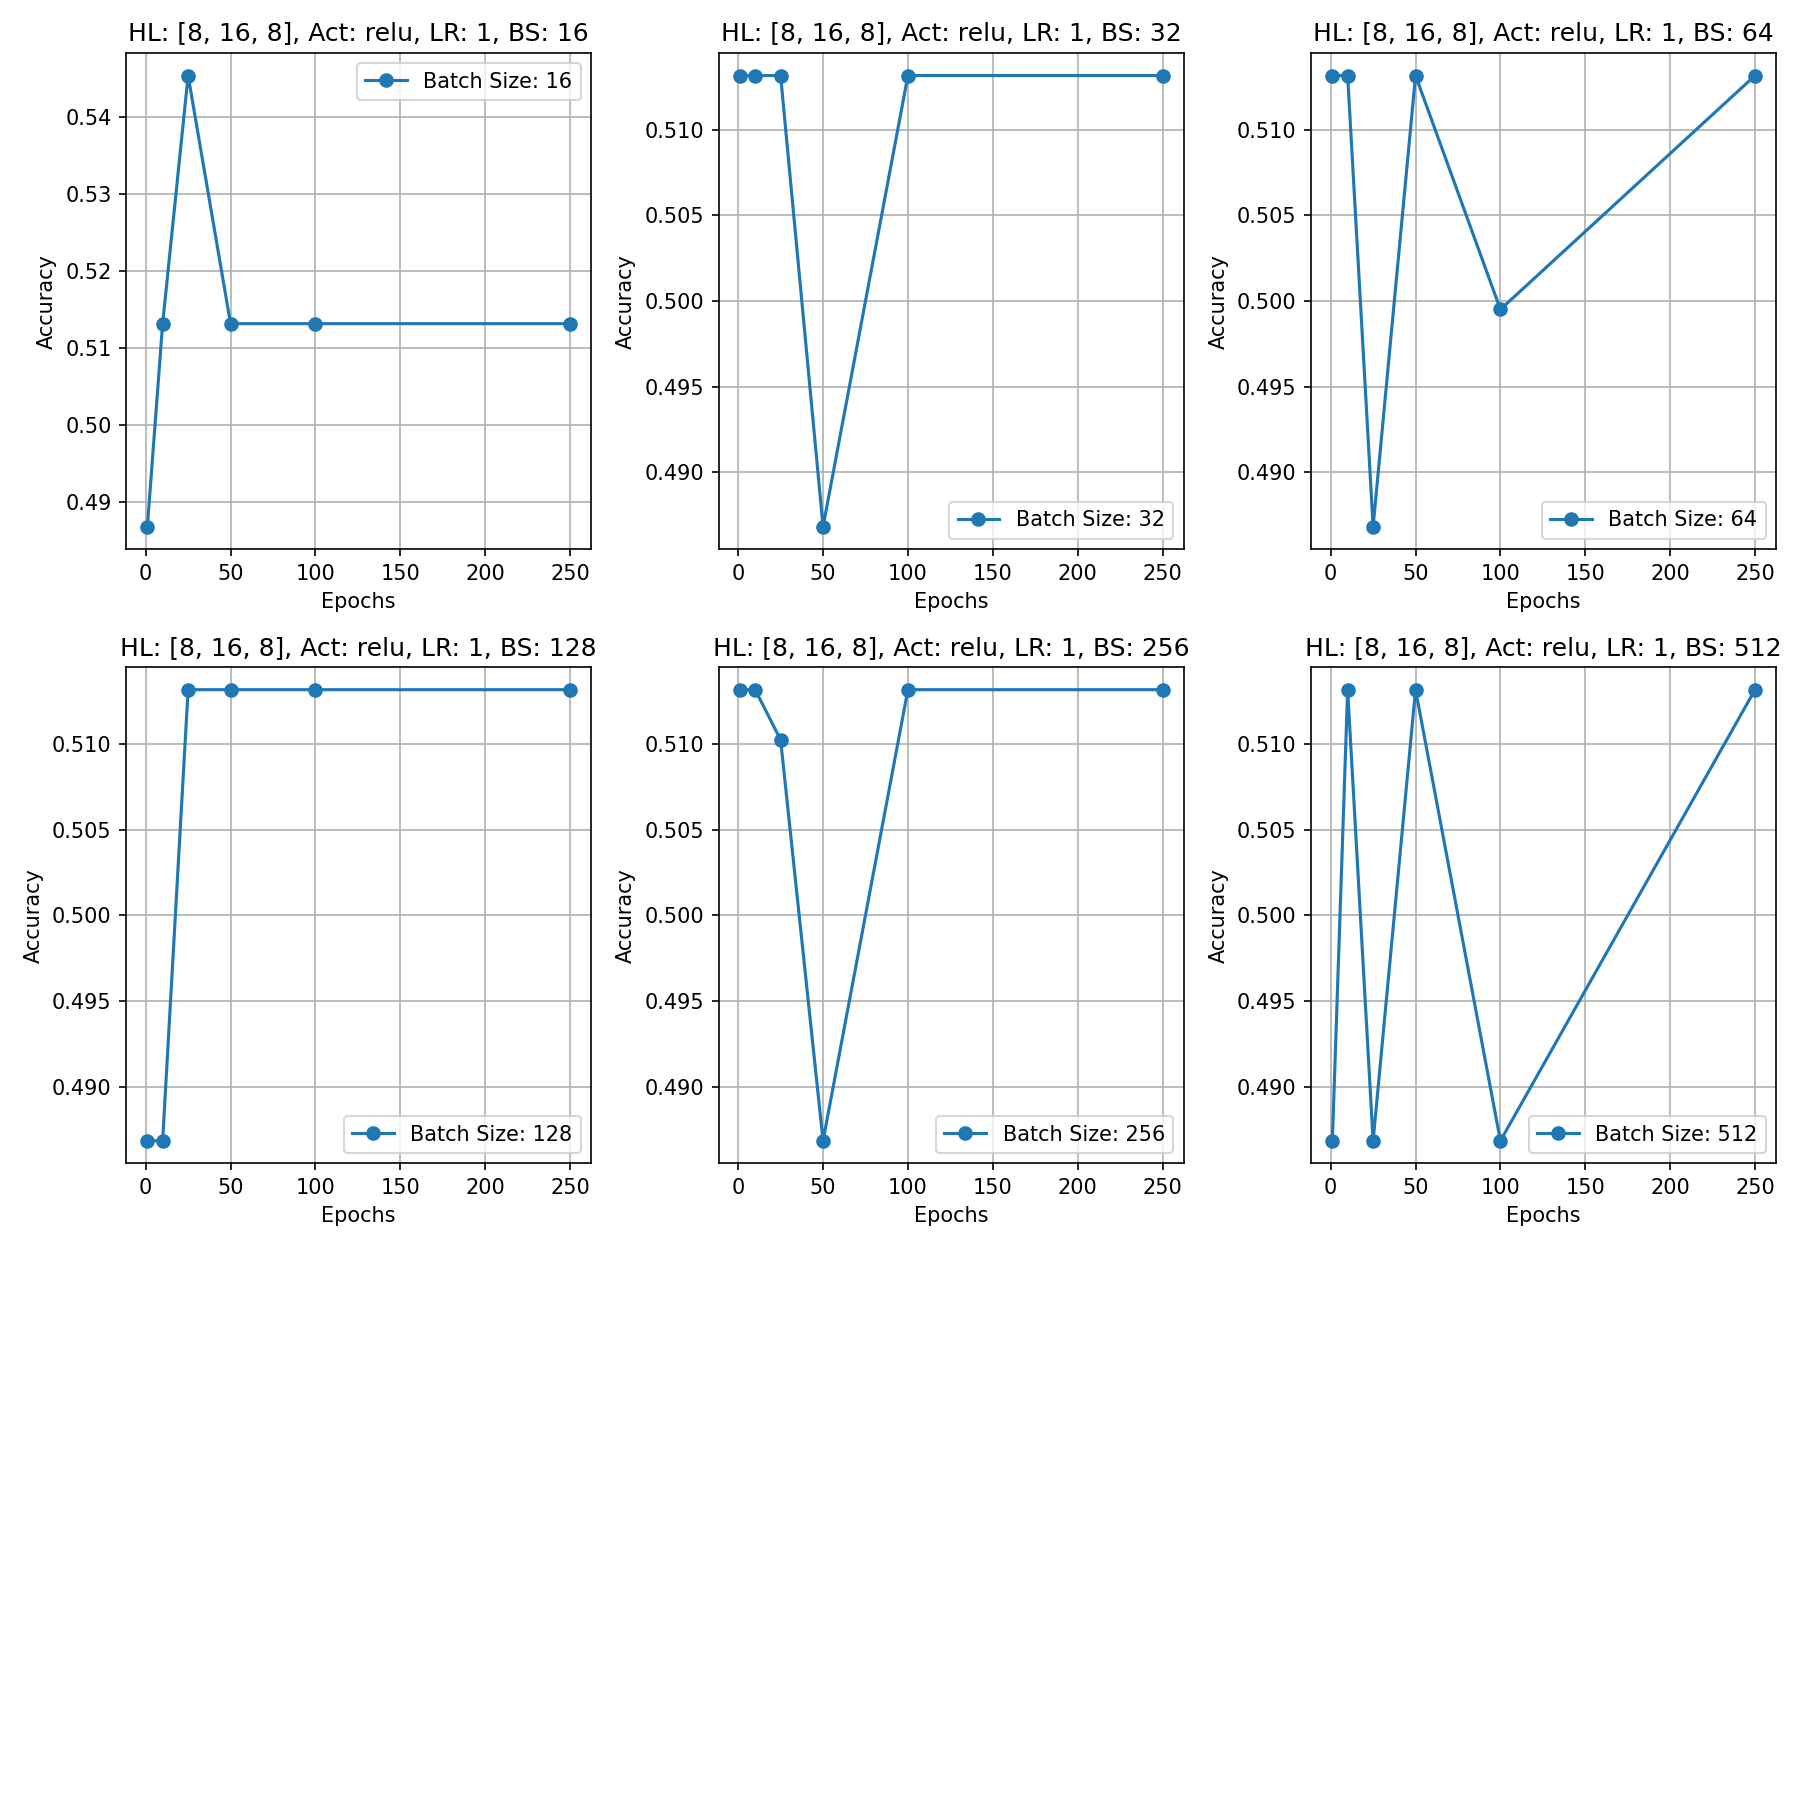 HL: [8, 16, 8], Act: relu, LR: 1, BS: 16
Batch Size: 16
0.54
0.53
0.52
0.51
0.50
0.49
Accuracy
0 50 100 150 200 250
Epochs
HL: [8, 16, 8], Act: relu, LR: 1, BS: 32
0.510
0.505
0.500
0.495
0.490
Accuracy
Batch Size: 32
0 50 100 150 200 250
Epochs
HL: [8, 16, 8], Act: relu, LR: 1, BS: 64
0.510
0.505
0.500
0.495
0.490
Accuracy
Batch Size: 64
0 50 100 150 200 250
Epochs
HL: [8, 16, 8], Act: relu, LR: 1, BS: 128
0.510
0.505
0.500
0.495
0.490
Accuracy
Batch Size: 128
0 50 100 150 200 250
Epochs
HL: [8, 16, 8], Act: relu, LR: 1, BS: 256
0.510
0.505
0.500
0.495
0.490
Accuracy
Batch Size: 256
0 50 100 150 200 250
Epochs
HL: [8, 16, 8], Act: relu, LR: 1, BS: 512
0.510
0.505
0.500
0.495
0.490
Accuracy
Batch Size: 512
0 50 100 150 200 250
Epochs